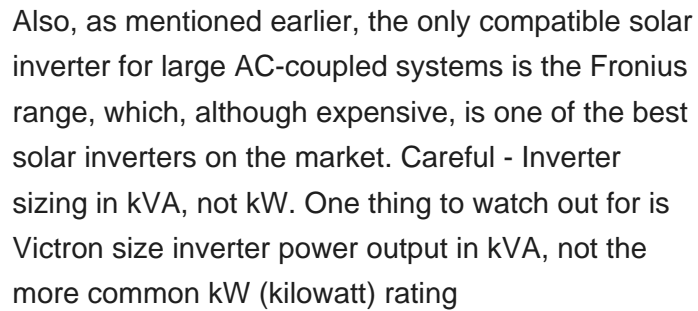 Also, as mentioned earlier, the only compatible solar
inverter for large AC-coupled systems is the Fronius
range, which, although expensive, is one of the best
solar inverters on the market. Careful - Inverter
sizing in kVA, not kW. One thing to watch out for is
Victron size inverter power output in kVA, not the
more common kW (kilowatt) rating